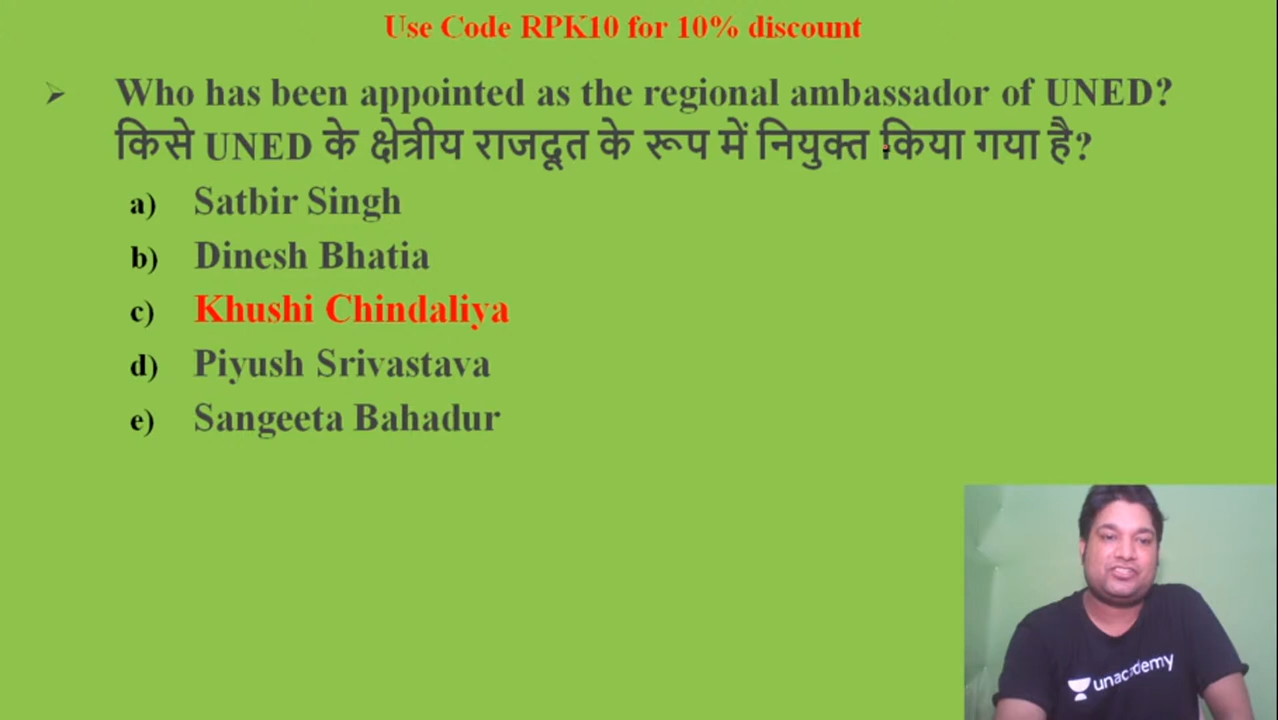 Use Code RPK10 for 10% discount
Who has been appointed as the regional ambassador of UNED?
किसे UNED के क्षेत्रीय राजदूत के रूप में नियुक्त किया गया है?
a) Satbir Singh
b) Dinesh Bhatia
c) Khushi Chindaliya
d) Piyush Srivastava
e) Sangeeta Bahadur
unacademy